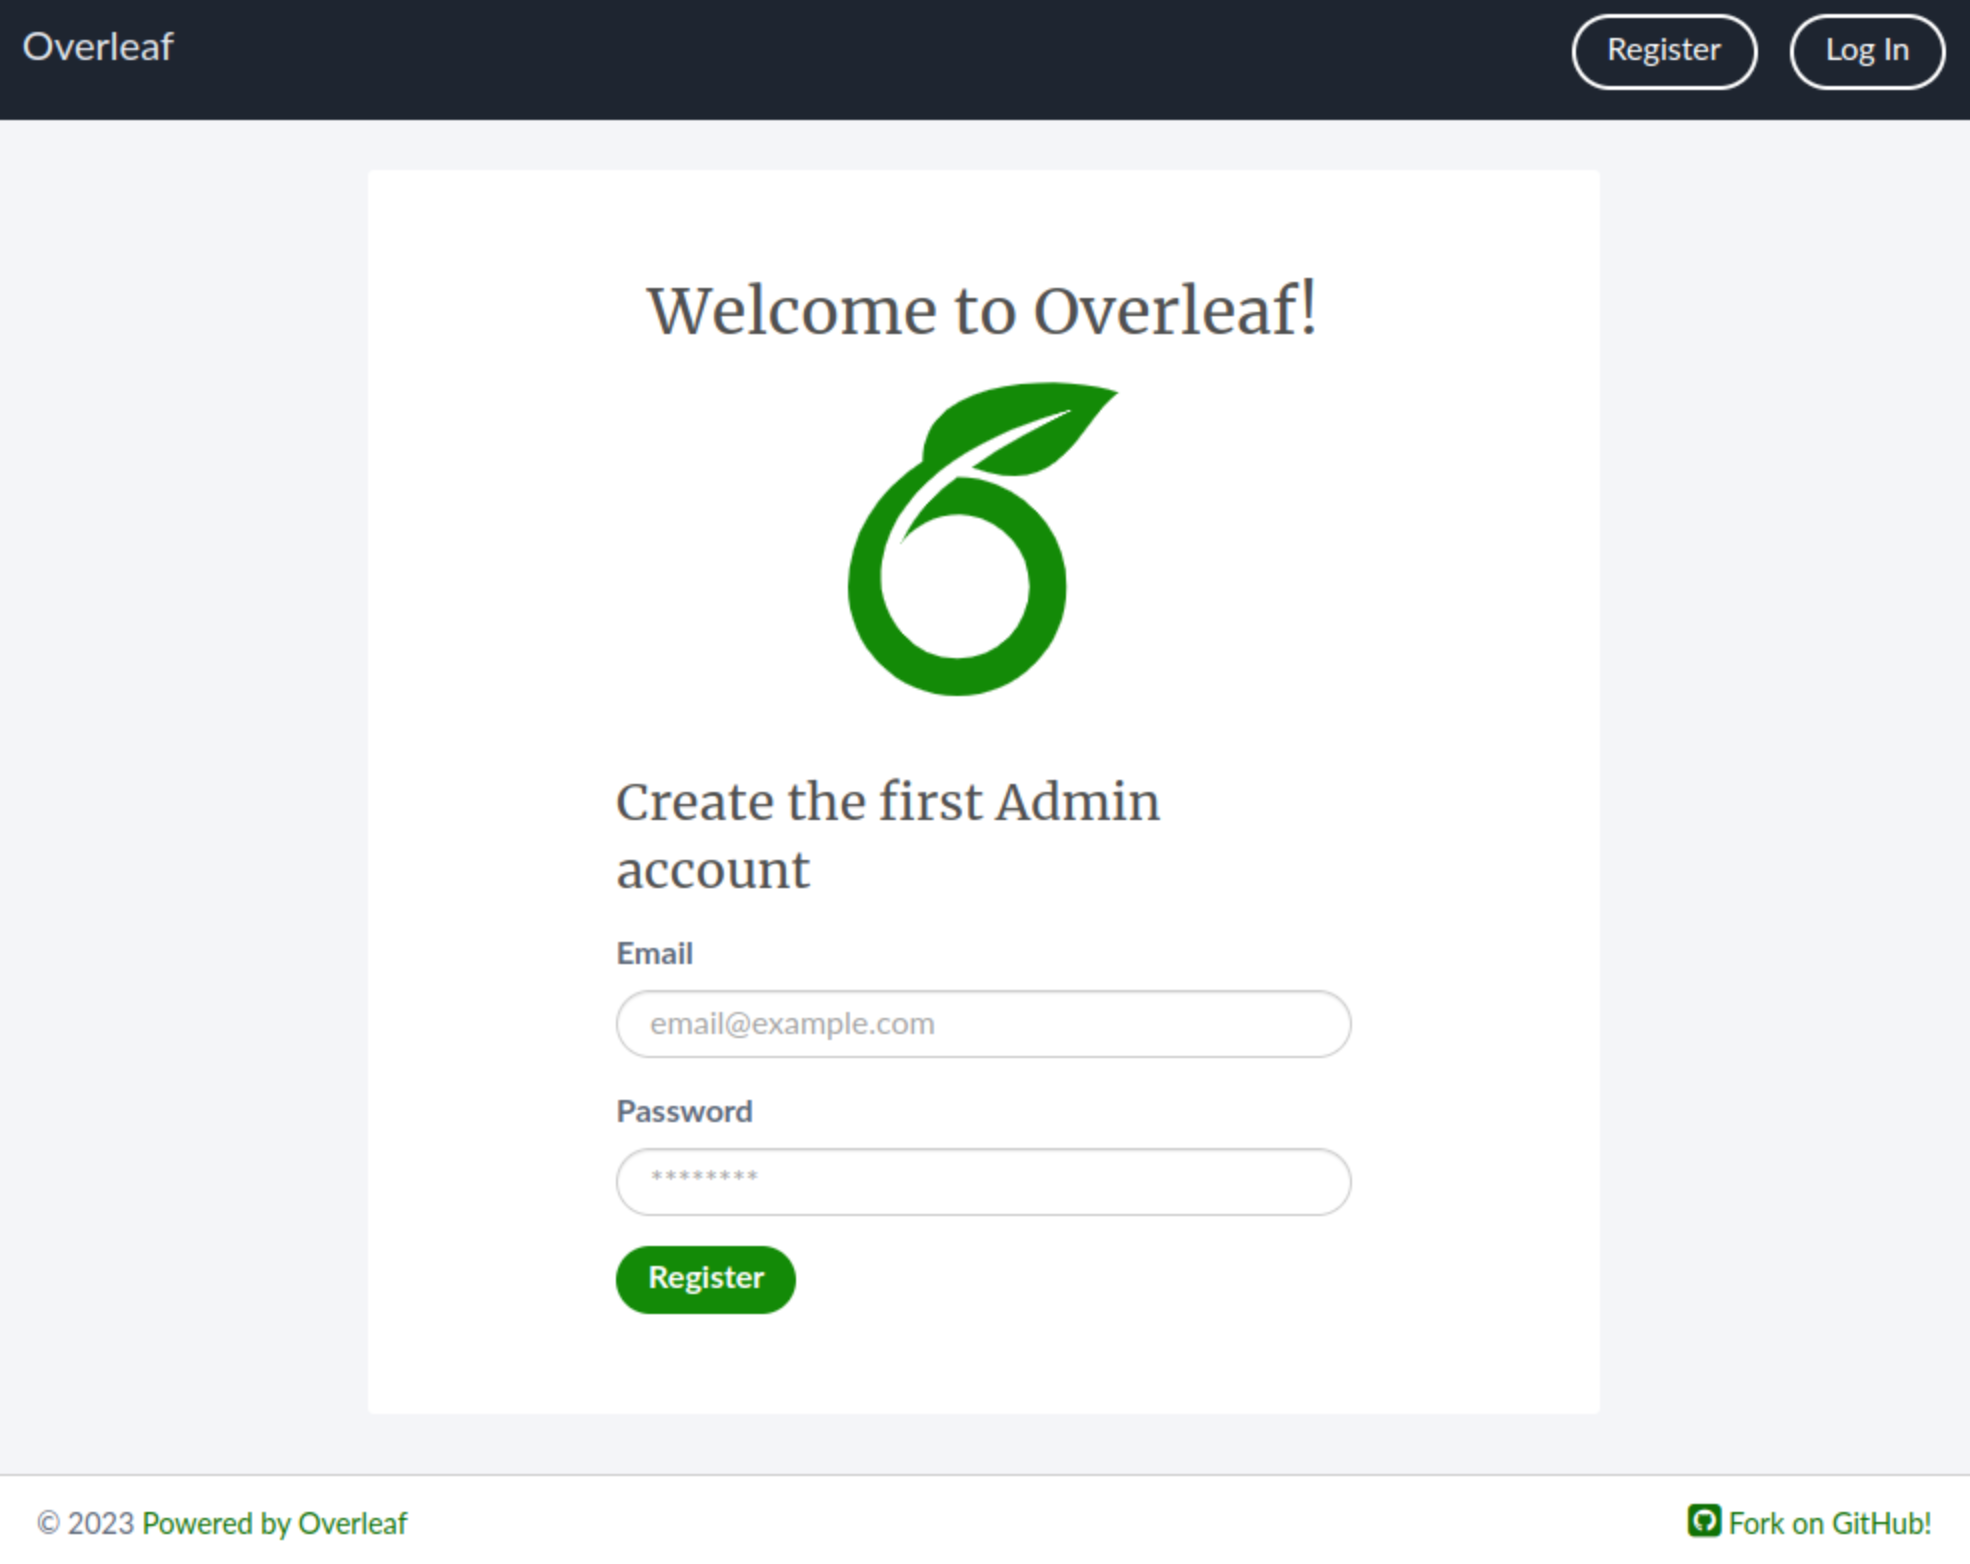 Overleaf
Register
Log In
Welcome to Overleaf!
Create the first Admin
account
Email
email@example.com
Password
********
Register
© 2023 Powered by Overleaf
Fork on GitHub!